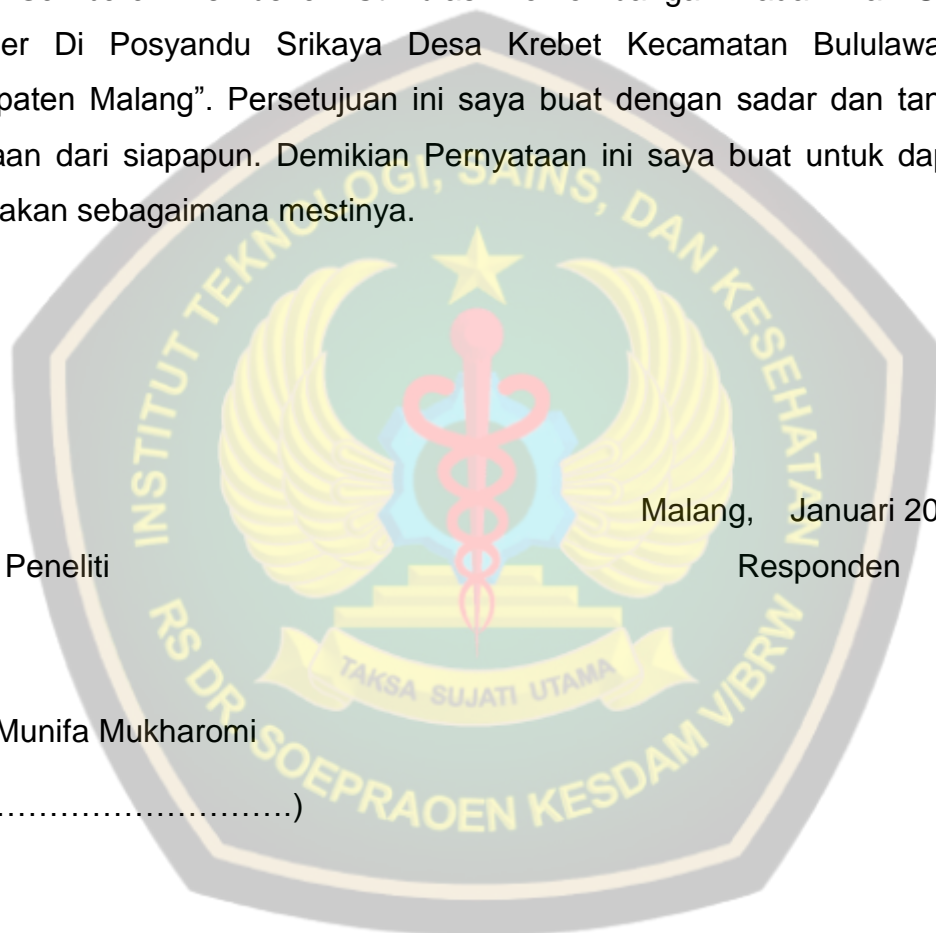 er Di Posyandu Srikaya Desa Krebet Kecamatan Bululawa
paten Malang”. Persetujuan ini saya buat dengan sadar dan tan
aan dari siapapun. Demikian Pernyataan ini saya buat untuk dap
akan sebagaimana mestinya.
INSTITUT TEKNOLOGI, SAINS, DAN KESEHATAN
Malang, Januari 20
Peneliti Responden
TAKSA SUJATI UTAMA
RS DR. SOEPRAOEN KESDAM V/BRW
Munifa Mukharomi
……………………….)